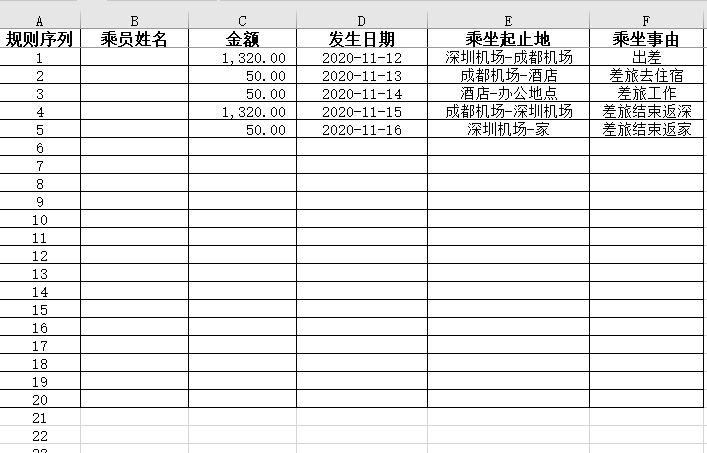 A B C D E F
规则序列 乘员姓名 金额 发生日期 乘坐起止地 乘坐事由
1 1,320.00 2020-11-12 深圳机场-成都机场 出差
2 50.00 2020-11-13 成都机场-酒店 差旅去住宿
3 50.00 2020-11-14 酒店-办公地点 差旅工作
4 1,320.00 2020-11-15 成都机场-深圳机场 差旅结束返深
5 50.00 2020-11-16 深圳机场-家 差旅结束返家
6
7
8
9
10
11
12
13
14
15
16
17
18
19
20
21
22